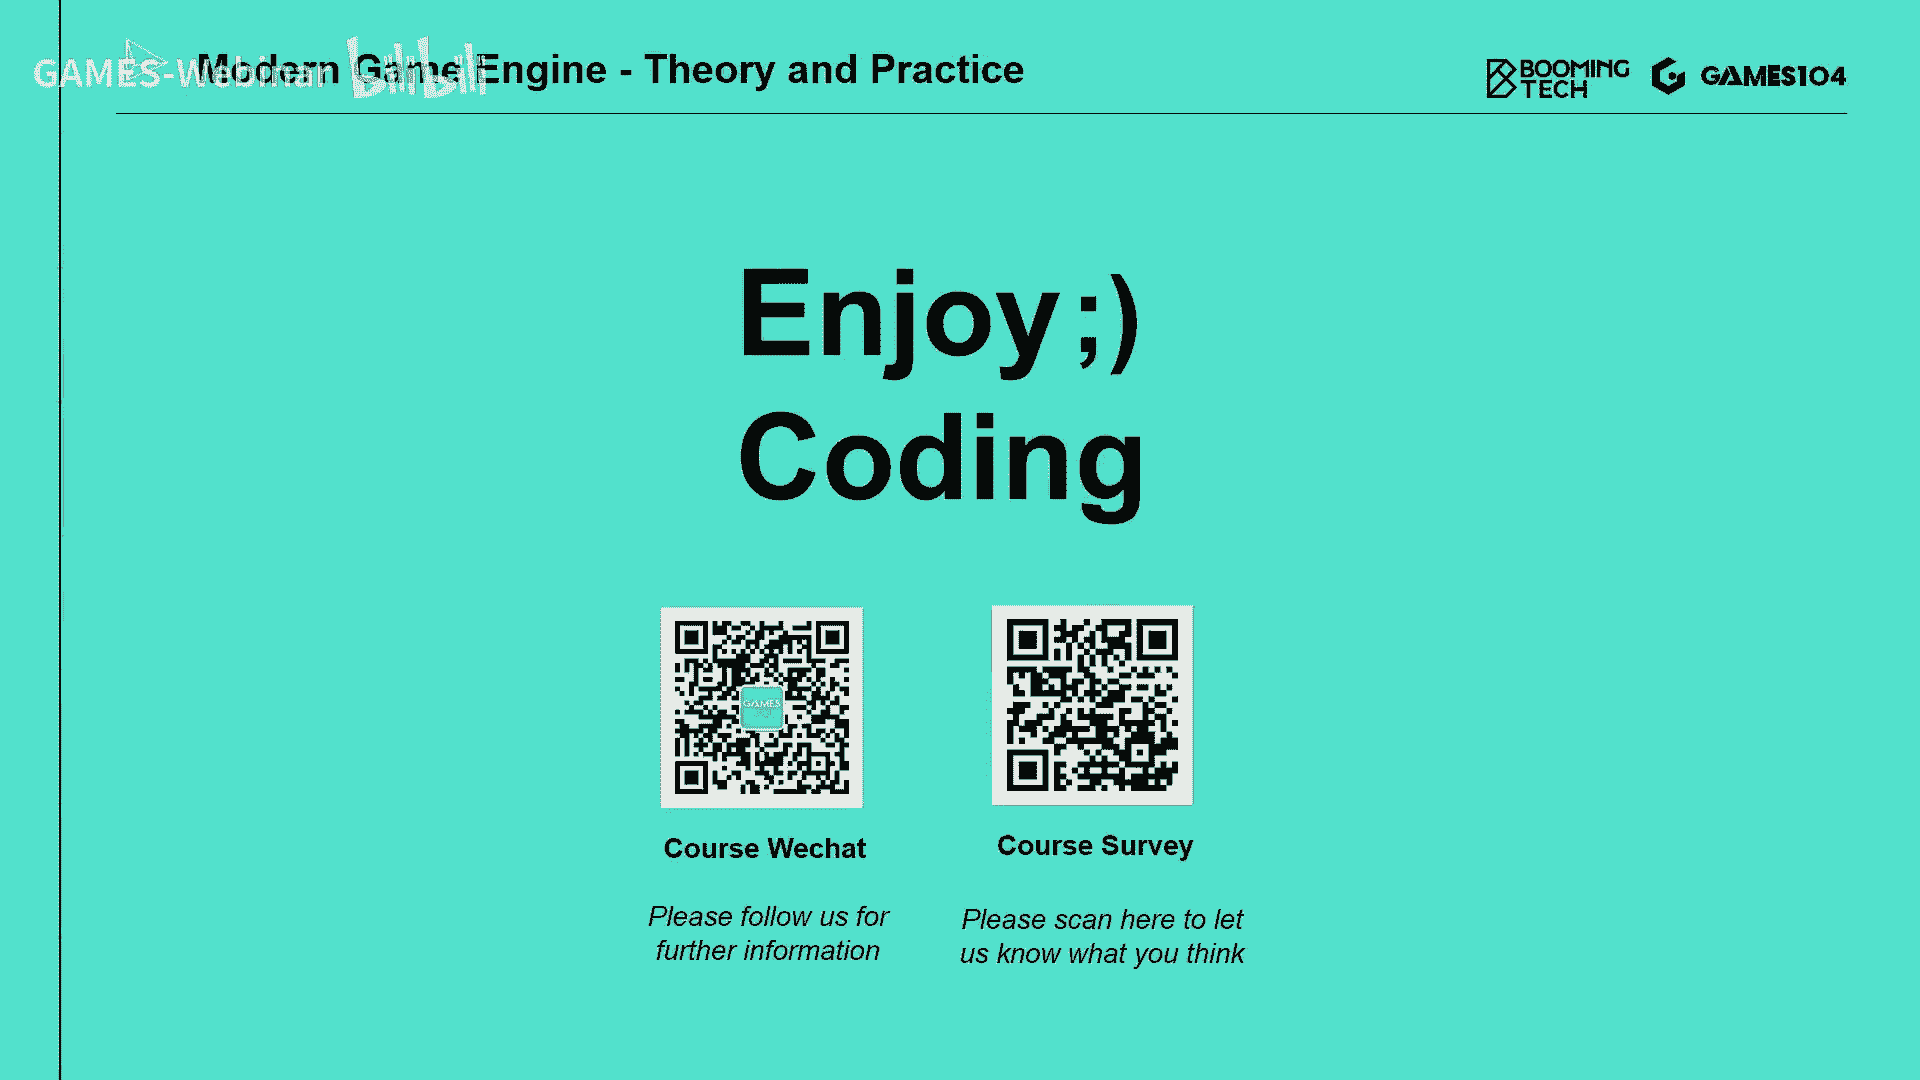 GAMES-Webinar bilibili
Modern Game Engine - Theory and Practice
BOOMING
TECH
GAMES104
Enjoy ;)
Coding
GAMES
Course Wechat
Course Survey
Please follow us for
further information
Please scan here to let
us know what you think